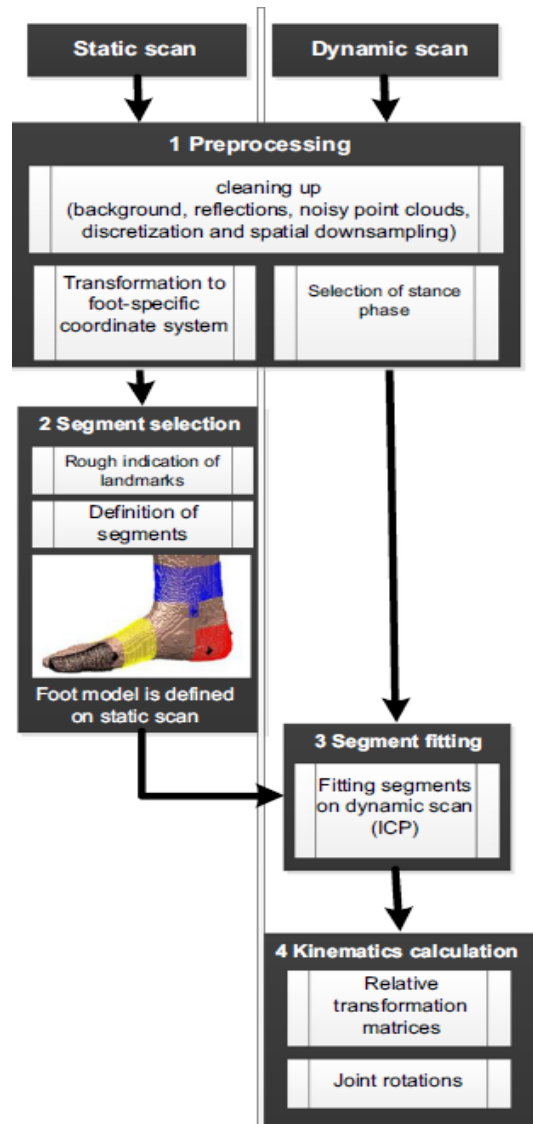 Static scan
Dynamic scan
1 Preprocessing
cleaning up
(background, reflections, noisy point clouds,
discretization and spatial downsampling)
Transformation to
foot-specific
coordinate system
Selection of stance
phase
2 Segment selection
Rough indication of
landmarks
Definition of
segments
Foot model is defined
on static scan
3 Segment fitting
Fitting segments
on dynamic scan
(ICP)
4 Kinematics calculation
Relative
transformation
matrices
Joint rotations